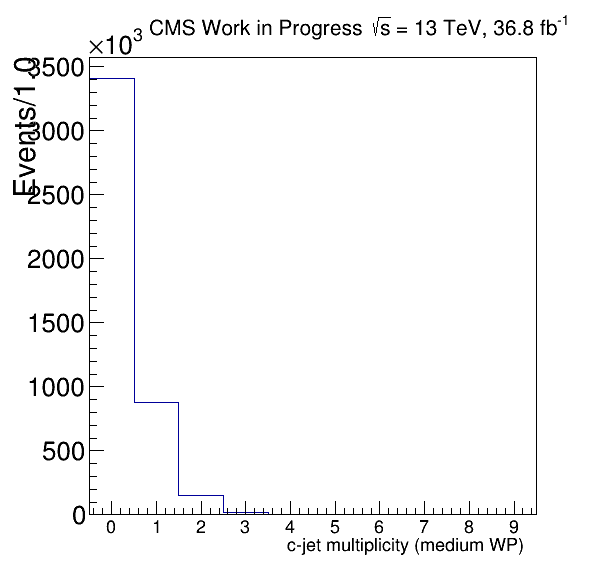 ×10³ CMS Work in Progress √s = 13 TeV, 36.8 fb⁻¹
Events/1.0
3500
3000
2500
2000
1500
1000
500
0
0 1 2 3 4 5 6 7 8 9
c-jet multiplicity (medium WP)